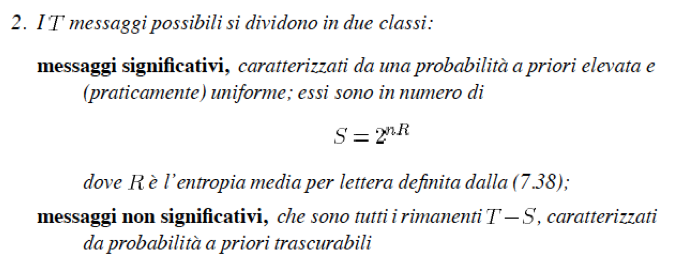 2. I T messaggi possibili si dividono in due classi:
messaggi significativi, caratterizzati da una probabilità a priori elevata e
(praticamente) uniforme; essi sono in numero di
S = 2^{nR}
dove R è l'entropia media per lettera definita dalla (7.38);
messaggi non significativi, che sono tutti i rimanenti T − S, caratterizzati
da probabilità a priori trascurabili